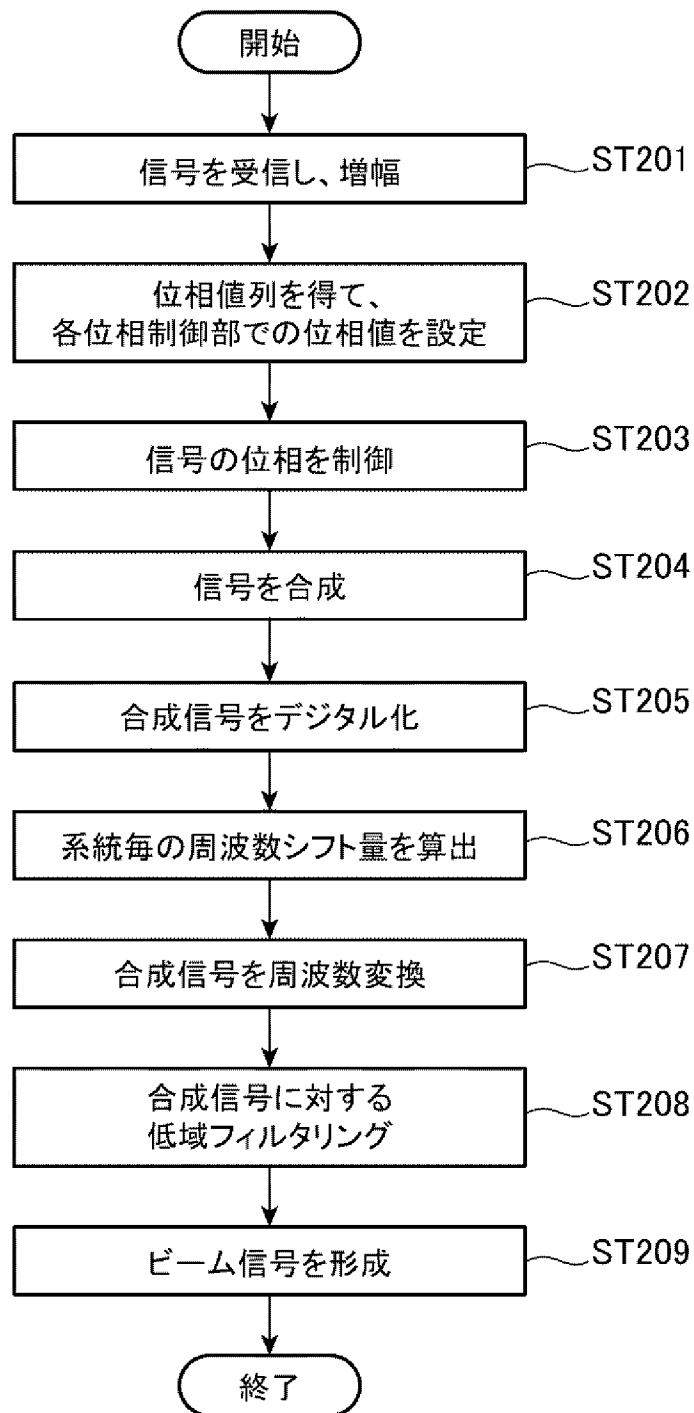 開始
信号を受信し、増幅
ST201
位相値列を得て、
各位相制御部での位相値を設定
ST202
信号の位相を制御
ST203
信号を合成
ST204
合成信号をデジタル化
ST205
系統毎の周波数シフト量を算出
ST206
合成信号を周波数変換
ST207
合成信号に対する
低域フィルタリング
ST208
ビーム信号を形成
ST209
終了